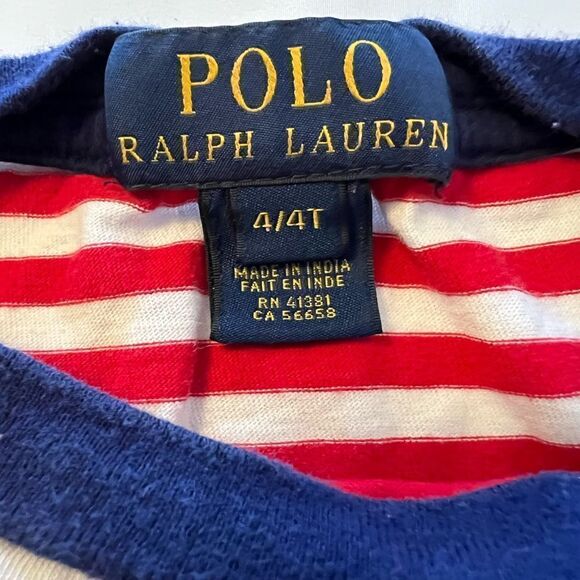 POLO
RALPH LAUREN
4/4T
MADE IN INDIA
FAIT EN INDE
RN 41381
CA 56658